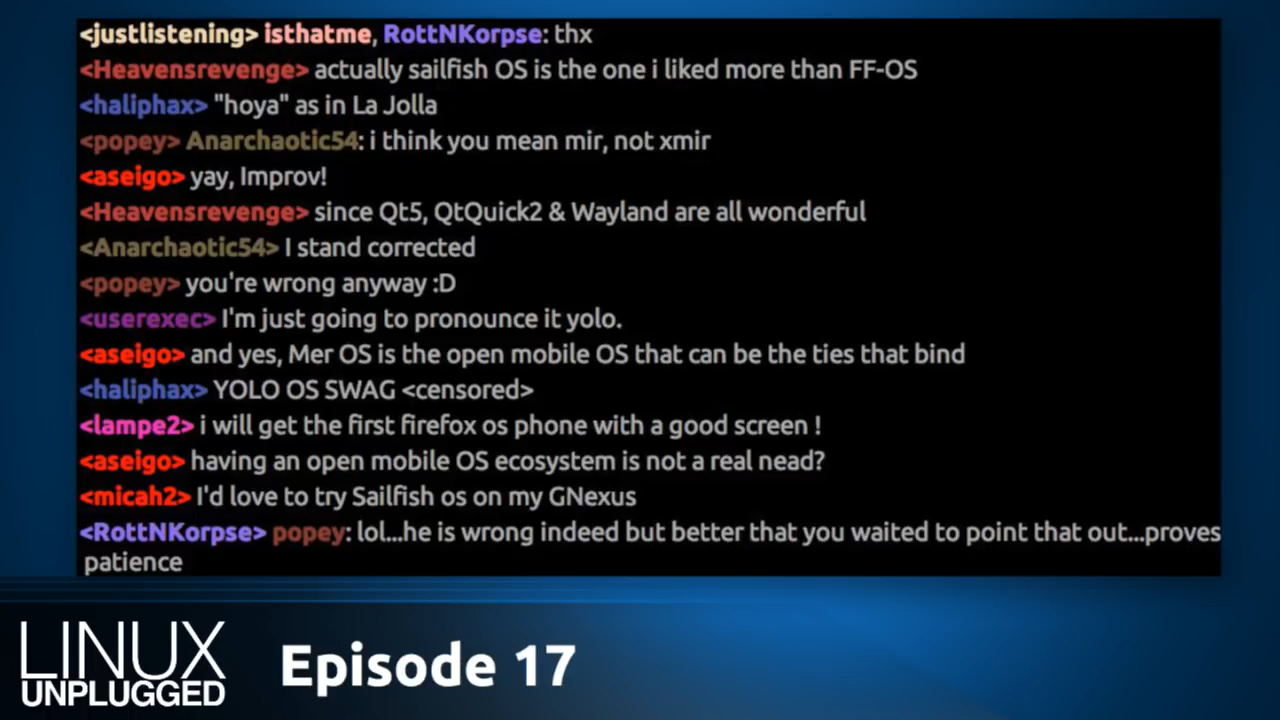 <justlistening> isthatme, RottNKorpse: thx
<Heavensrevenge> actually sailfish OS is the one i liked more than FF-OS
<haliphax> "hoya" as in La Jolla
<popey> Anarchaotic54: i think you mean mir, not xmir
<aseigo> yay, Improv!
<Heavensrevenge> since Qt5, QtQuick2 & Wayland are all wonderful
<Anarchaotic54> I stand corrected
<popey> you're wrong anyway :D
<userexec> I'm just going to pronounce it yolo.
<aseigo> and yes, Mer OS is the open mobile OS that can be the ties that bind
<haliphax> YOLO OS SWAG <censored>
<lampe2> i will get the first firefox os phone with a good screen !
<aseigo> having an open mobile OS ecosystem is not a real nead?
<micah2> I'd love to try Sailfish os on my GNexus
<RottNKorpse> popey: lol...he is wrong indeed but better that you waited to point that out...proves
patience
LINUX
UNPLUGGED
Episode 17